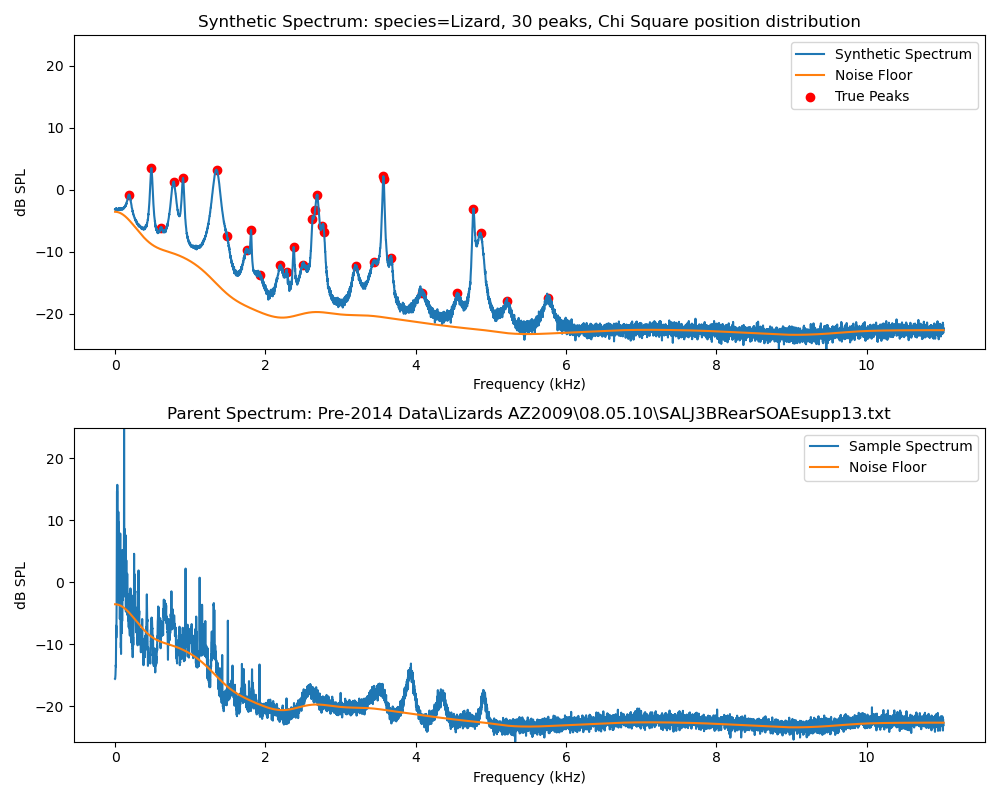 Synthetic Spectrum: species=Lizard, 30 peaks, Chi Square position distribution
20
10
0
−10
−20
dB SPL
Synthetic Spectrum
Noise Floor
True Peaks
0 2 4 6 8 10
Frequency (kHz)
Parent Spectrum: Pre-2014 Data\Lizards AZ2009\08.05.10\SALJ3BRearSOAEsupp13.txt
20
10
0
−10
−20
dB SPL
Sample Spectrum
Noise Floor
0 2 4 6 8 10
Frequency (kHz)